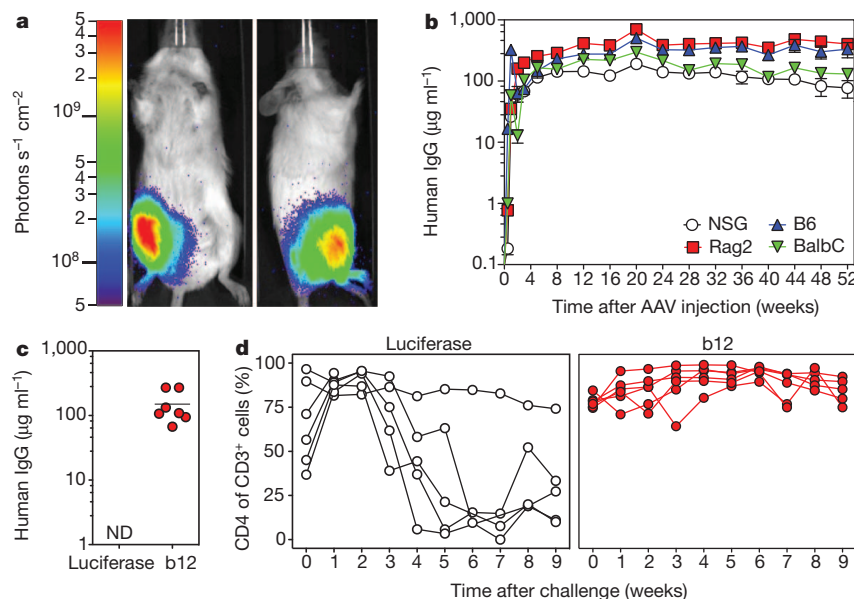 a
5
4
3
2
10⁹
5
4
3
2
10⁸
5
Photons s⁻¹ cm⁻²
b
1,000
100
10
1
0.1
Human IgG (µg ml⁻¹)
NSG
B6
Rag2
BalbC
0 4 8 12 16 20 24 28 32 36 40 44 48 52
Time after AAV injection (weeks)
c
1,000
100
10
1
Human IgG (µg ml⁻¹)
ND
Luciferase b12
d
Luciferase
b12
100
75
50
25
0
CD4 of CD3⁺ cells (%)
0 1 2 3 4 5 6 7 8 9
0 1 2 3 4 5 6 7 8 9
Time after challenge (weeks)